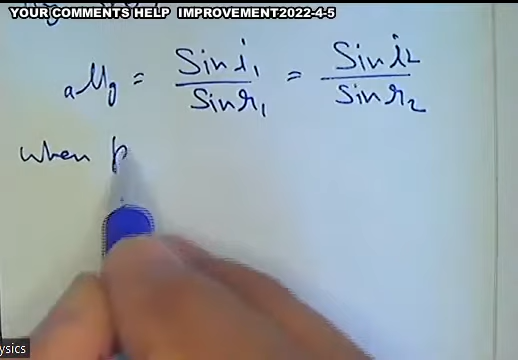 YOUR COMMENTS HELP IMPROVEMENT2022-4-5
aμg = Sin i1 / Sin r1 = Sin i2 / Sin r2
when
ysics